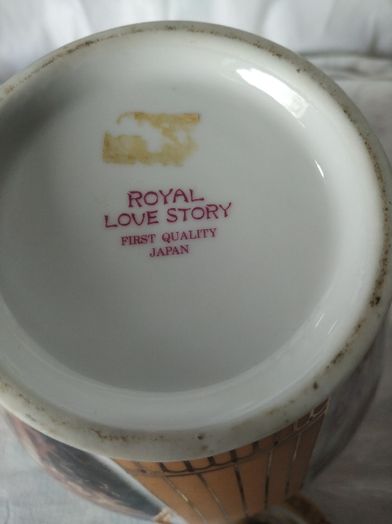 ROYAL
LOVE STORY
FIRST QUALITY
JAPAN